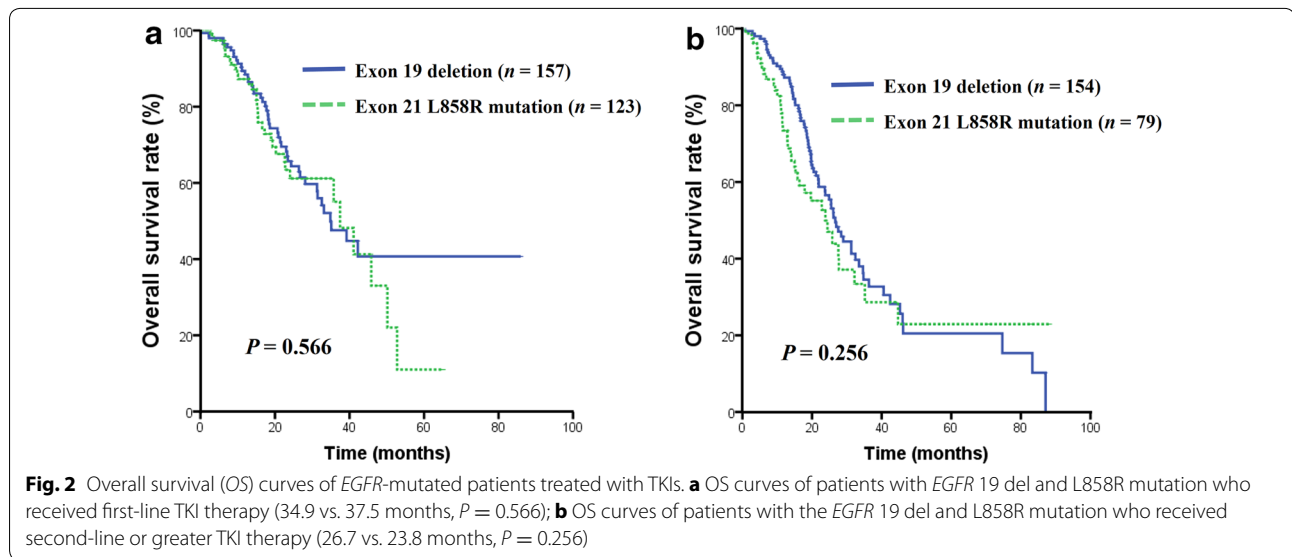 a
Exon 19 deletion (n = 157)
Exon 21 L858R mutation (n = 123)
P = 0.566
Overall survival rate (%)
100
80
60
40
20
0
0 20 40 60 80 100
Time (months)
b
Exon 19 deletion (n = 154)
Exon 21 L858R mutation (n = 79)
P = 0.256
Overall survival rate (%)
100
80
60
40
20
0
0 20 40 60 80 100
Time (months)
Fig. 2 Overall survival (OS) curves of EGFR-mutated patients treated with TKIs. a OS curves of patients with EGFR 19 del and L858R mutation who
received first-line TKI therapy (34.9 vs. 37.5 months, P = 0.566); b OS curves of patients with the EGFR 19 del and L858R mutation who received
second-line or greater TKI therapy (26.7 vs. 23.8 months, P = 0.256)